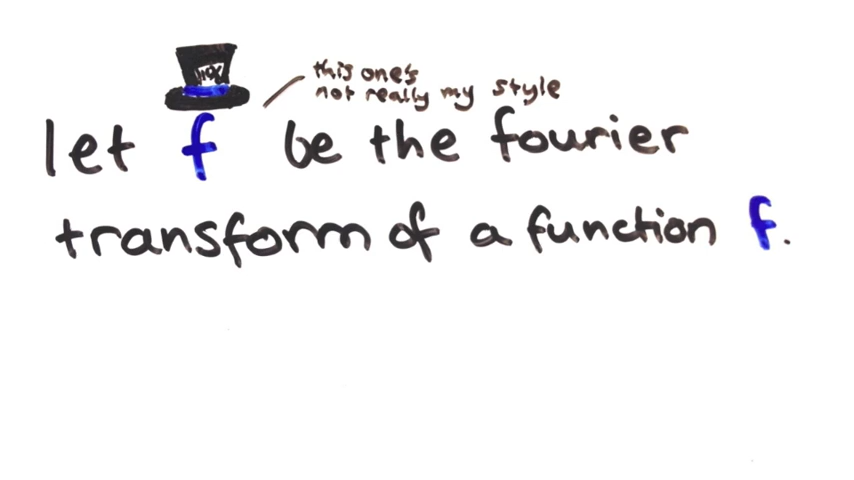 this one's
not really my style
let f be the fourier
transform of a function f.